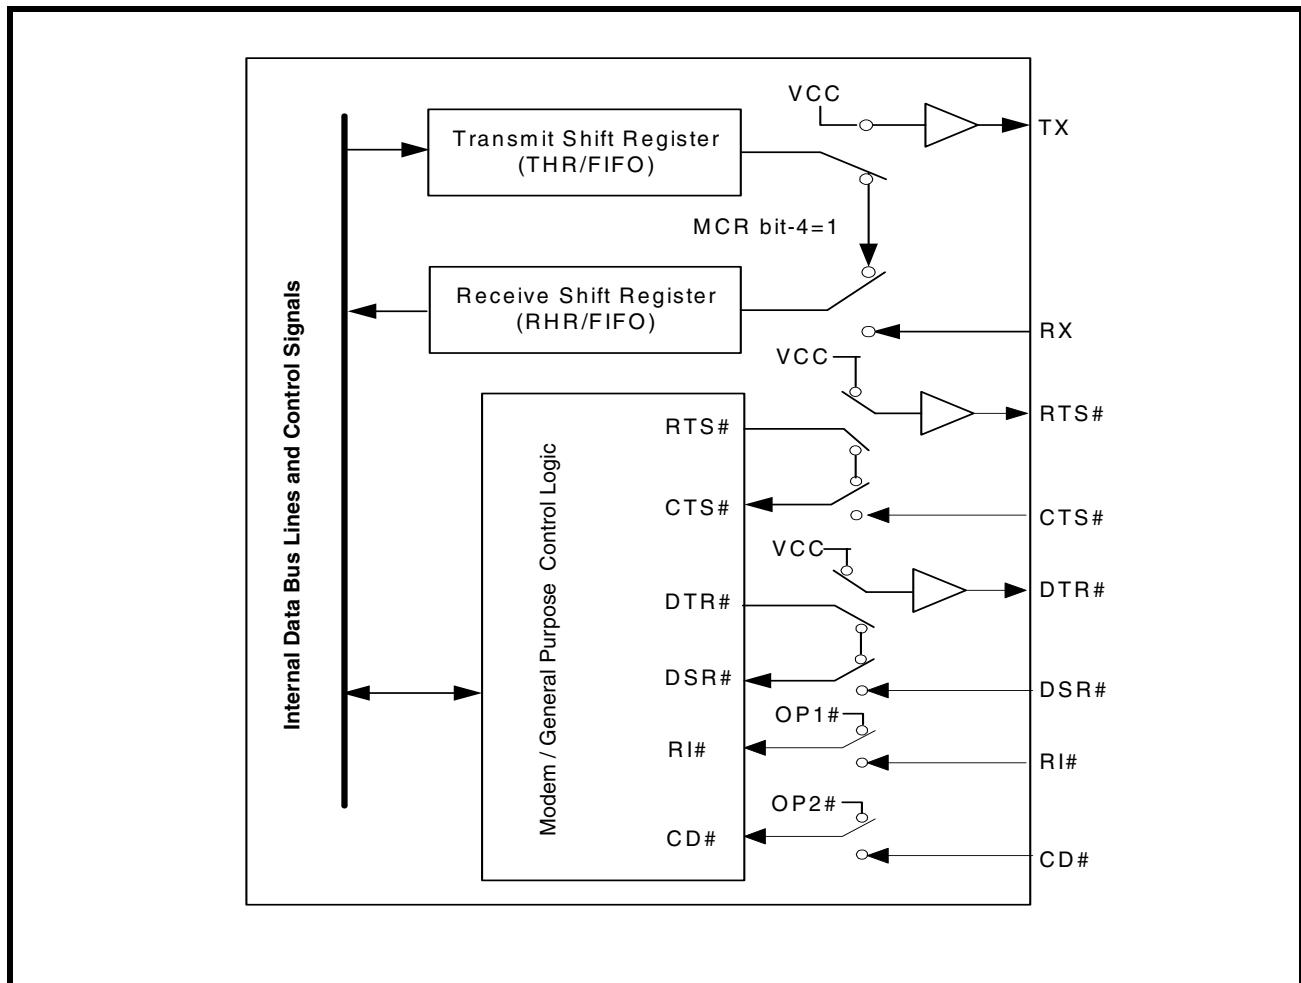 VCC
TX
Transmit Shift Register
(THR/FIFO)
MCR bit-4=1
Receive Shift Register
(RHR/FIFO)
RX
VCC
RTS#
RTS#
CTS#
CTS#
VCC
DTR#
DTR#
DSR#
DSR#
OP1#
RI#
RI#
OP2#
CD#
CD#
Internal Data Bus Lines and Control Signals
Modem / General Purpose Control Logic